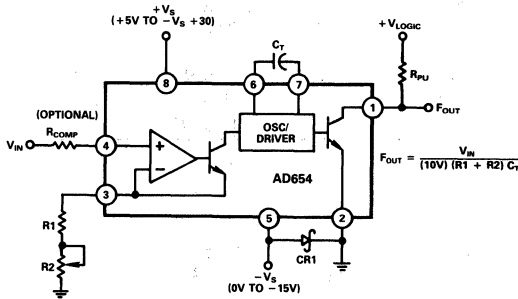 +VS
(+5V TO −VS +30)
CT
+VLOGIC
RPU
8
6
7
1
FOUT
(OPTIONAL)
RCOMP
VIN
4
+
−
OSC/
DRIVER
AD654
FOUT = VIN
(10V) (R1 + R2) CT
3
5
2
R1
R2
CR1
−VS
(0V TO −15V)